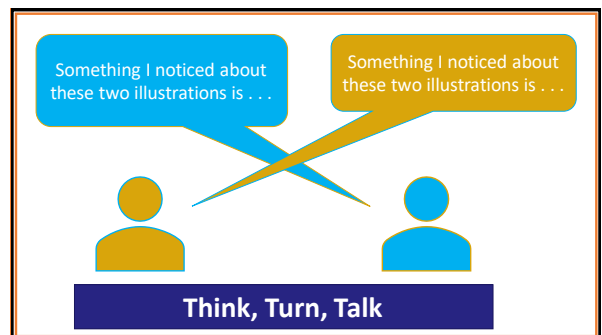 Something I noticed about
these two illustrations is . . .
Something I noticed about
these two illustrations is . . .
Think, Turn, Talk